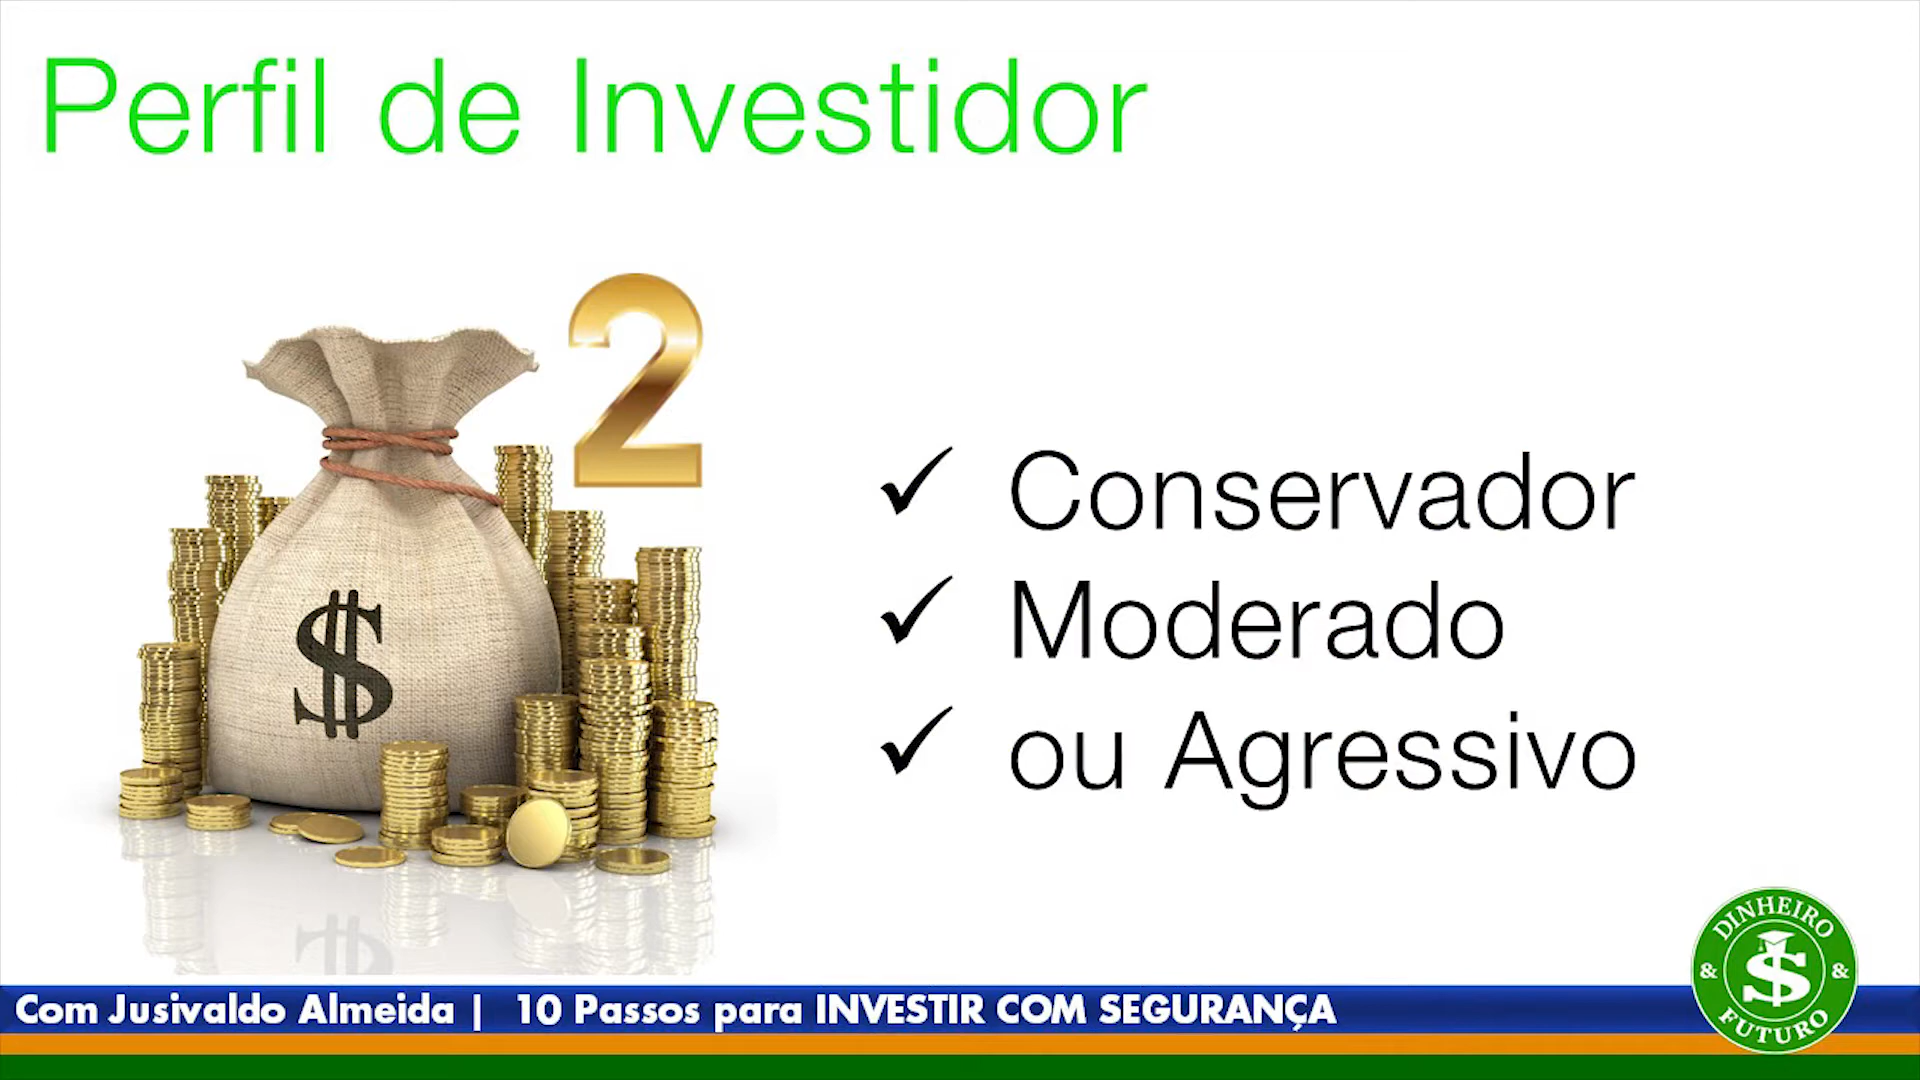 Perfil de Investidor
2
$
✓ Conservador
✓ Moderado
✓ ou Agressivo
DINHEIRO
& $ &
FUTURO
Com Jusivaldo Almeida | 10 Passos para INVESTIR COM SEGURANÇA